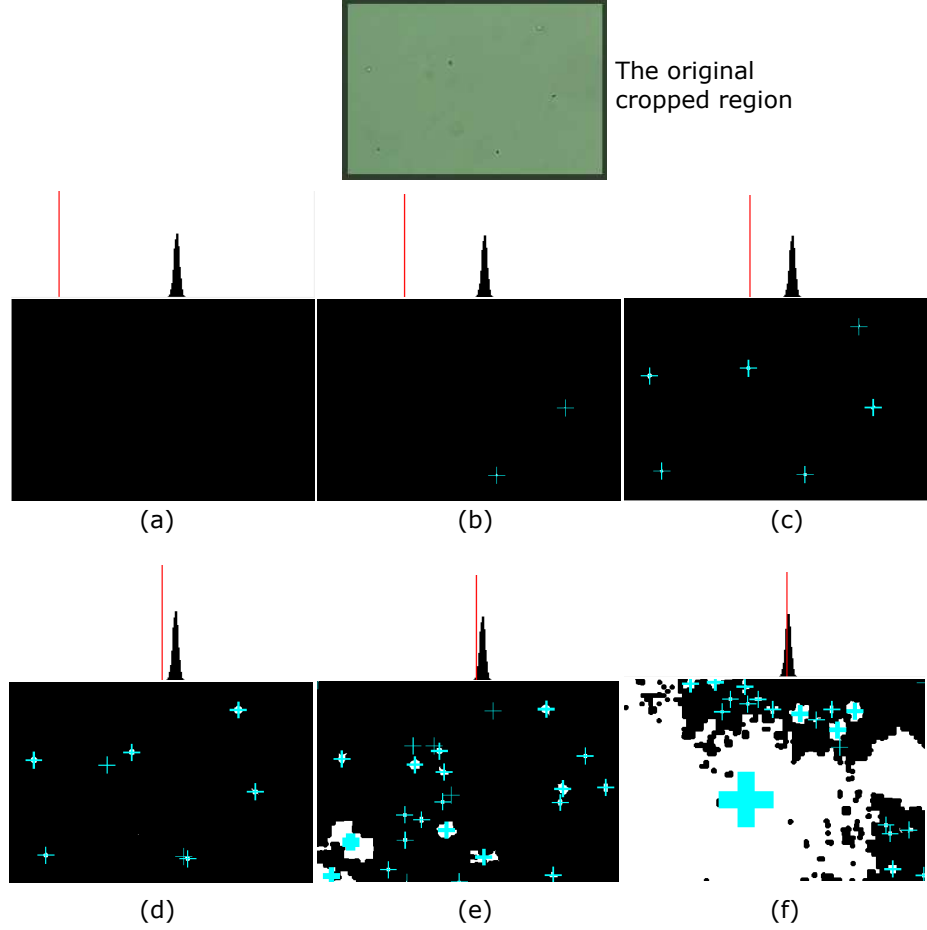 The original
cropped region
(a)
(b)
(c)
(d)
(e)
(f)